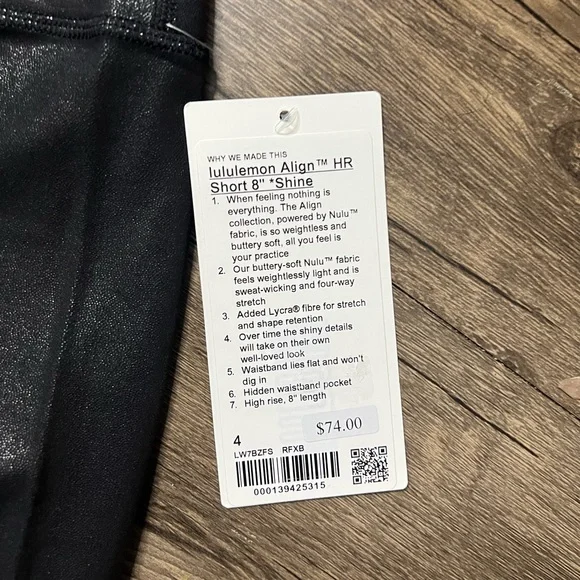 WHY WE MADE THIS
lululemon Align™ HR
Short 8" *Shine
1. When feeling nothing is
everything. The Align
collection, powered by Nulu™
fabric, is so weightless and
buttery soft, all you feel is
your practice
2. Our buttery-soft Nulu™ fabric
feels weightlessly light and is
sweat-wicking and four-way
stretch
3. Added Lycra® fibre for stretch
and shape retention
4. Over time the shiny details
will take on their own
well-loved look
5. Waistband lies flat and won't
dig in
6. Hidden waistband pocket
7. High rise, 8" length
$74.00
4
LW7BZFS RFXB
000139425315